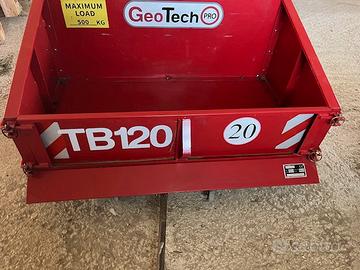 MAXIMUM
LOAD
500 KG
GeoTech PRO
TB120
20